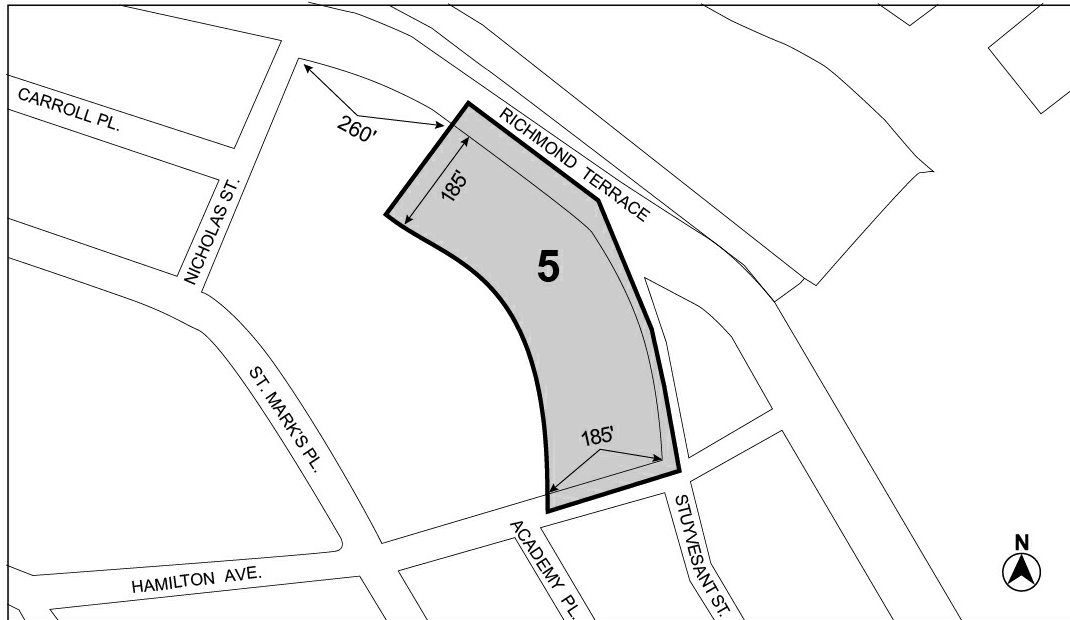 CARROLL PL.
260'
RICHMOND TERRACE
185'
NICHOLAS ST.
5
ST. MARK'S PL.
185'
STUYVESANT ST.
ACADEMY PL.
HAMILTON AVE.
N